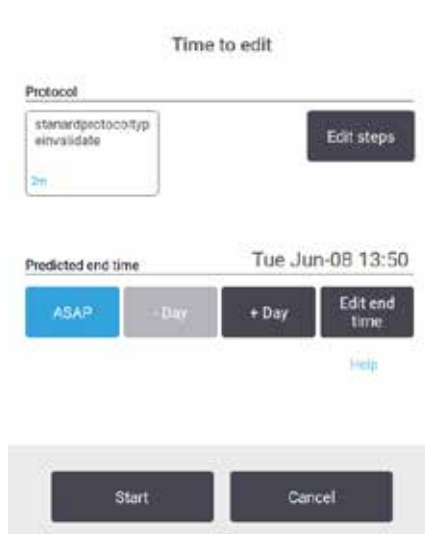 Time to edit
Protocol
stanardprotocoltyp
einvalidate
Edit steps
2m
Predicted end time
Tue Jun-08 13:50
ASAP
- Day
+ Day
Edit end
time
Help
Start
Cancel